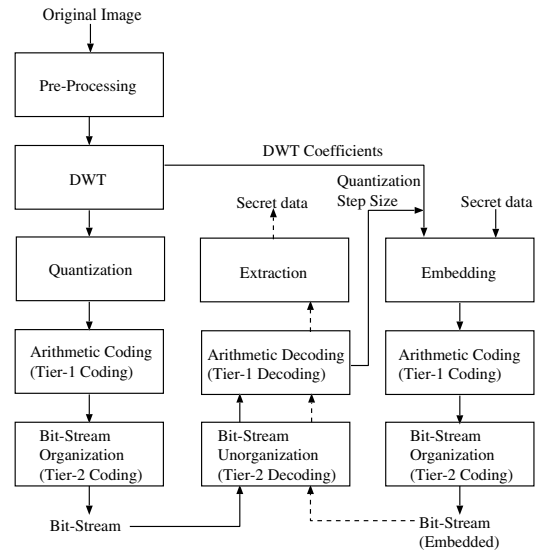 Original Image
Pre-Processing
DWT
DWT Coefficients
Quantization
Step Size
Secret data
Secret data
Quantization
Extraction
Embedding
Arithmetic Coding
(Tier-1 Coding)
Arithmetic Decoding
(Tier-1 Decoding)
Arithmetic Coding
(Tier-1 Coding)
Bit-Stream
Organization
(Tier-2 Coding)
Bit-Stream
Unorganization
(Tier-2 Decoding)
Bit-Stream
Organization
(Tier-2 Coding)
Bit-Stream
Bit-Stream
(Embedded)